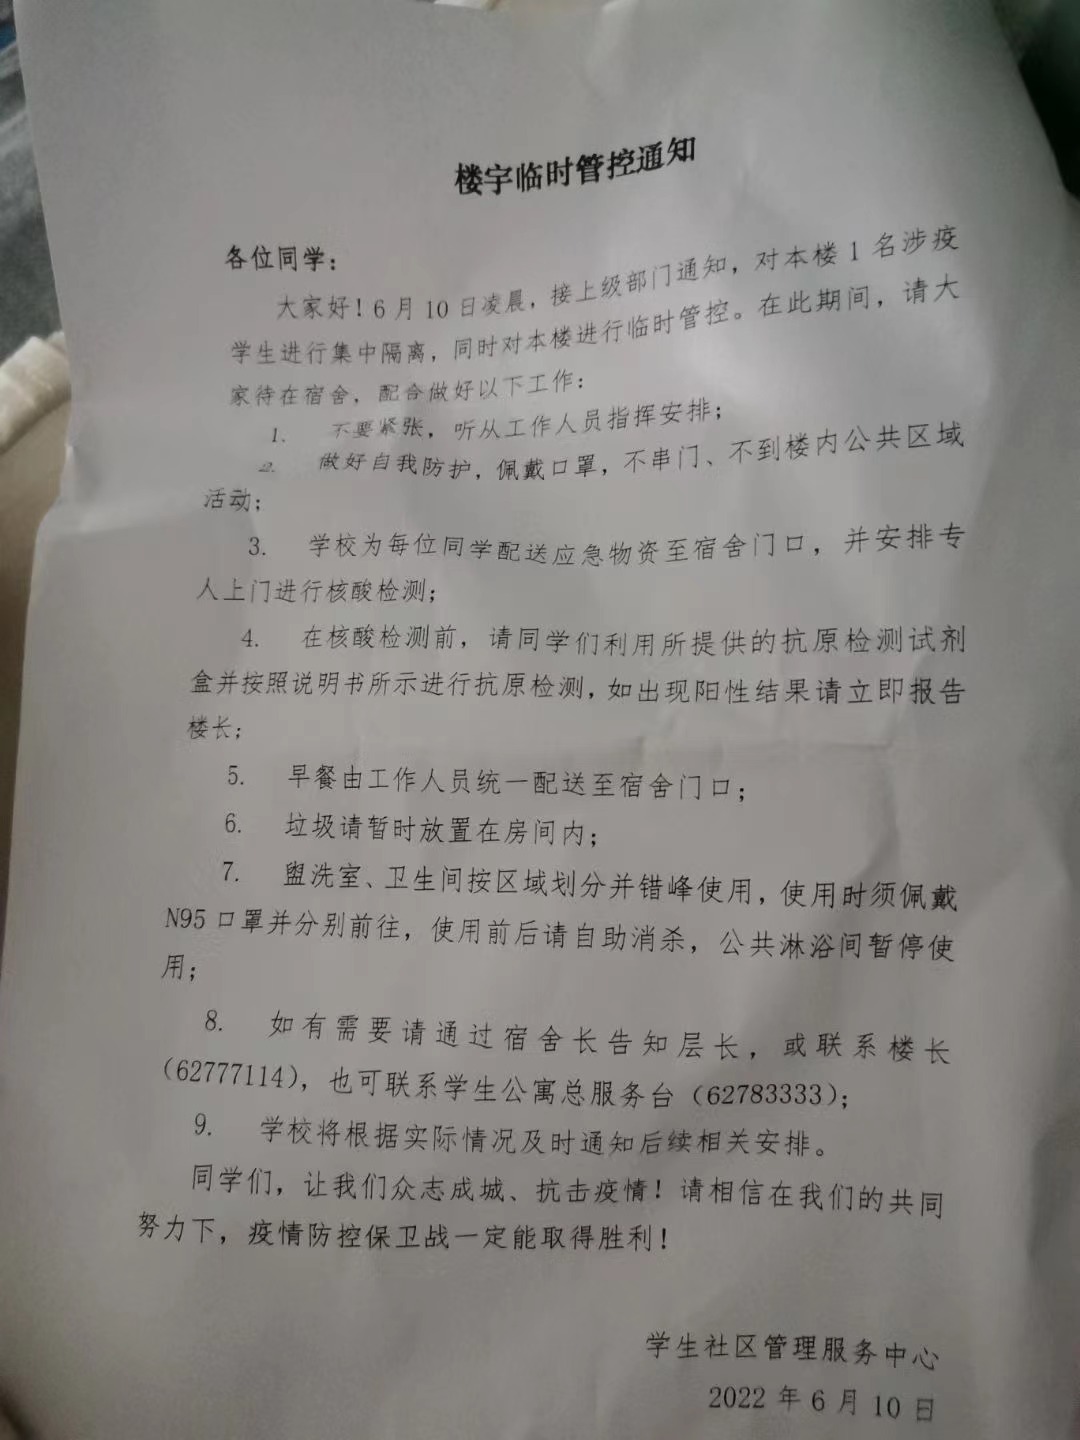 楼宇临时管控通知
各位同学：
大家好！6月10日凌晨，接上级部门通知，对本楼1名涉疫
学生进行集中隔离，同时对本楼进行临时管控。在此期间，请大
家待在宿舍，配合做好以下工作：
1. 不要紧张，听从工作人员指挥安排；
2. 做好自我防护，佩戴口罩，不串门、不到楼内公共区域
活动；
3. 学校为每位同学配送应急物资至宿舍门口，并安排专
人上门进行核酸检测；
4. 在核酸检测前，请同学们利用所提供的抗原检测试剂
盒并按照说明书所示进行抗原检测，如出现阳性结果请立即报告
楼长；
5. 早餐由工作人员统一配送至宿舍门口；
6. 垃圾请暂时放置在房间内；
7. 盥洗室、卫生间按区域划分并错峰使用，使用时须佩戴
N95口罩并分别前往，使用前后请自助消杀，公共淋浴间暂停使
用；
8. 如有需要请通过宿舍长告知层长，或联系楼长
（62777114），也可联系学生公寓总服务台（62783333）；
9. 学校将根据实际情况及时通知后续相关安排。
同学们，让我们众志成城、抗击疫情！请相信在我们的共同
努力下，疫情防控保卫战一定能取得胜利！
学生社区管理服务中心
2022年6月10日